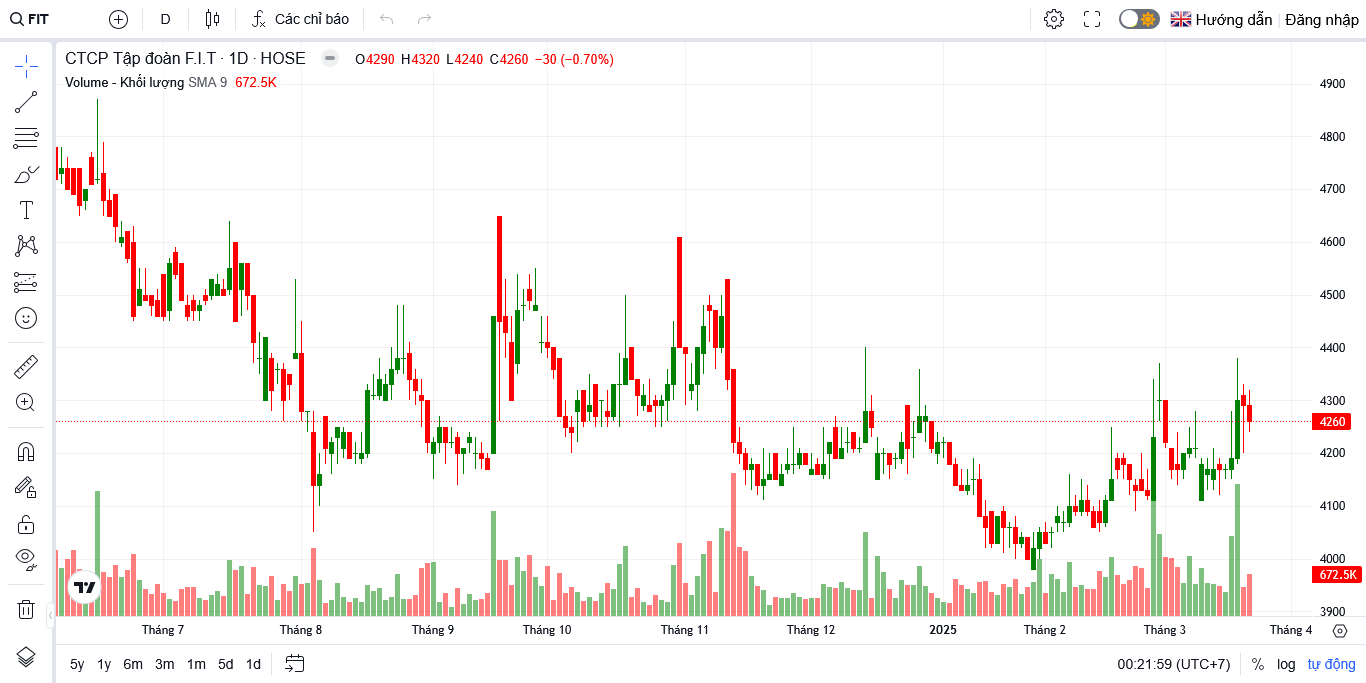 FIT
D
Các chỉ báo
Hướng dẫn
Đăng nhập
CTCP Tập đoàn F.I.T · 1D · HOSE O4290 H4320 L4240 C4260 −30 (−0.70%)
Volume - Khối lượng SMA 9 672.5K
4900
4800
4700
4600
4500
4400
4300
4260
4200
4100
4000
672.5K
3900
Tháng 7 Tháng 8 Tháng 9 Tháng 10 Tháng 11 Tháng 12 2025 Tháng 2 Tháng 3 Tháng 4
5y 1y 6m 3m 1m 5d 1d
00:21:59 (UTC+7) % log tự động